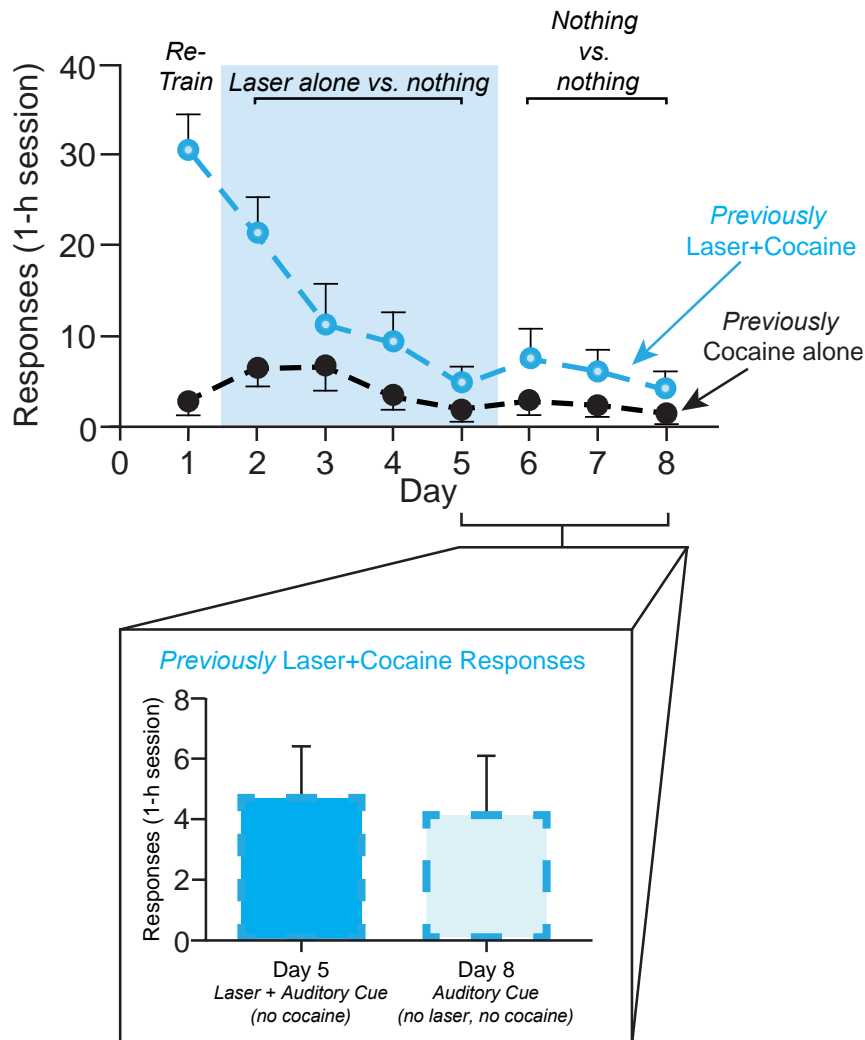 Nothing
vs.
nothing
Re-
Train
Laser alone vs. nothing
Responses (1-h session)
40
30
20
10
0
Previously
Laser+Cocaine
Previously
Cocaine alone
0 1 2 3 4 5 6 7 8
Day
Previously Laser+Cocaine Responses
Responses (1-h session)
8
6
4
2
0
Day 5
Laser + Auditory Cue
(no cocaine)
Day 8
Auditory Cue
(no laser, no cocaine)